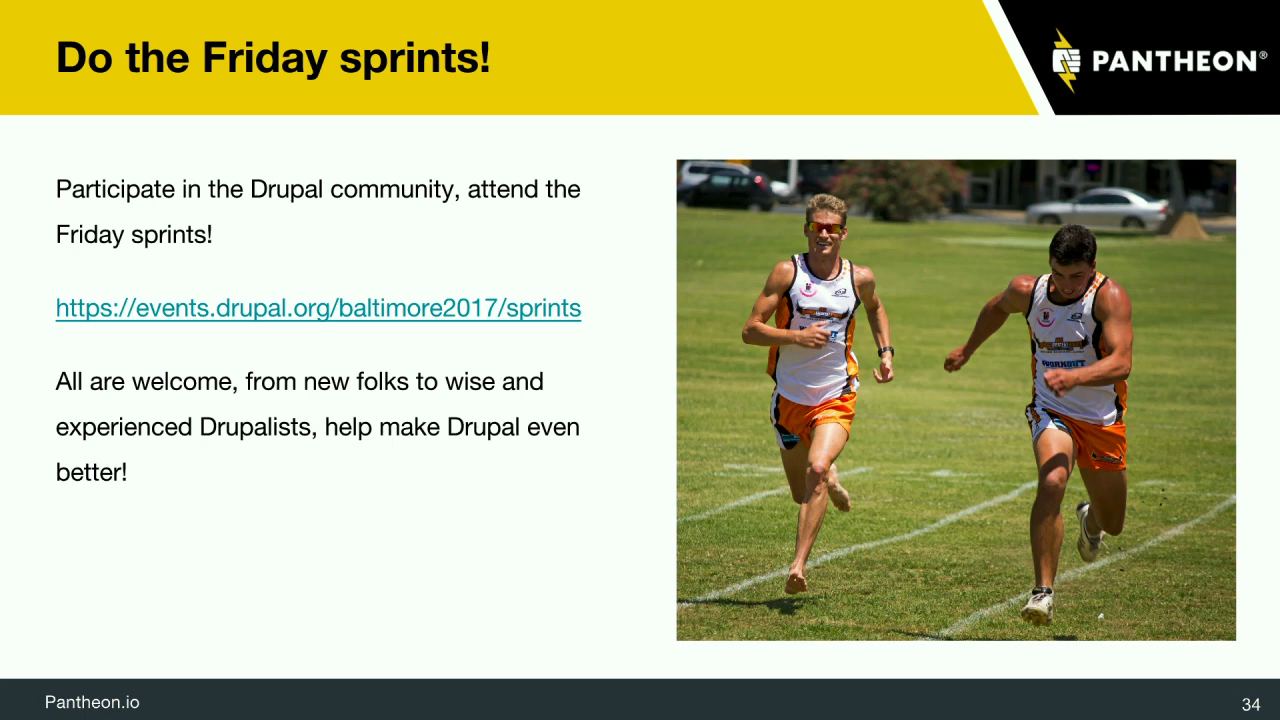 Do the Friday sprints!
PANTHEON®
Participate in the Drupal community, attend the
Friday sprints!
https://events.drupal.org/baltimore2017/sprints
All are welcome, from new folks to wise and
experienced Drupalists, help make Drupal even
better!
Pantheon.io
34